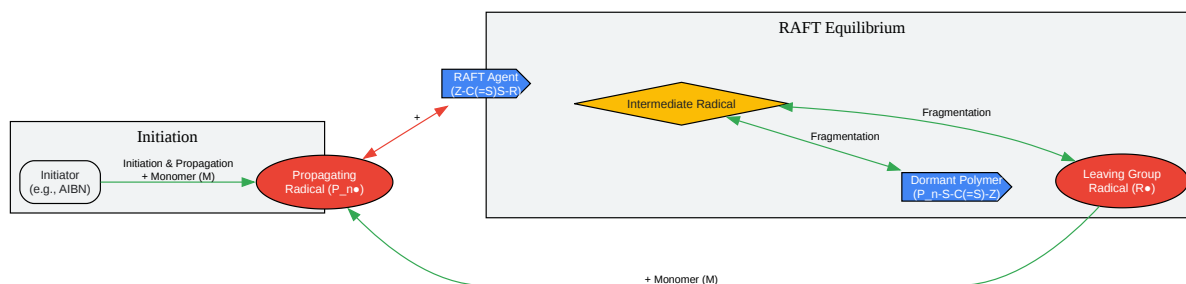 RAFT Equilibrium
RAFT Agent
(Z-C(=S)S-R)
Intermediate Radical
Fragmentation
+
Initiation
Fragmentation
Initiation & Propagation
+ Monomer (M)
Initiator
(e.g., AIBN)
Propagating
Radical (P_n●)
Dormant Polymer
(P_n-S-C(=S)-Z)
Leaving Group
Radical (R●)
+ Monomer (M)